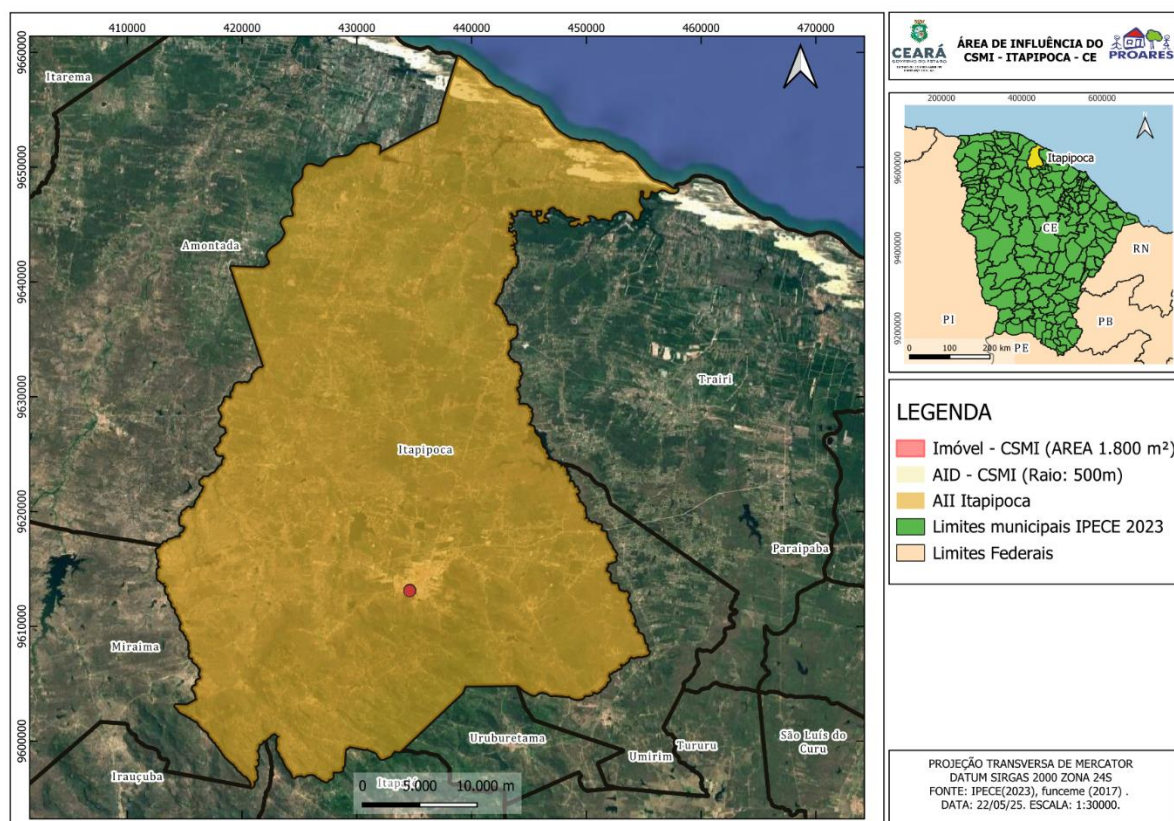 410000
420000
430000
440000
450000
460000
470000
9660000
9650000
9640000
9630000
9620000
9610000
9600000
Itarema
Amontada
Trairi
Itapipoca
Paraipaba
Miraíma
Uruburetama
São Luís do
Curu
Umirim
Tururu
Irauçuba
0
5.000
10.000 m
CEARÁ
GOVERNO DO ESTADO
ÁREA DE INFLUÊNCIA DO
CSMI - ITAPIPOCA - CE
PROARES
200000
400000
600000
9600000
9400000
9200000
Itapipoca
CE
RN
PB
PI
PE
0
100
200 km
LEGENDA
Imóvel - CSMI (AREA 1.800 m²)
AID - CSMI (Raio: 500m)
AII Itapipoca
Limites municipais IPECE 2023
Limites Federais
PROJEÇÃO TRANSVERSA DE MERCATOR
DATUM SIRGAS 2000 ZONA 24S
FONTE: IPECE(2023), funceme (2017) .
DATA: 22/05/25. ESCALA: 1:30000.